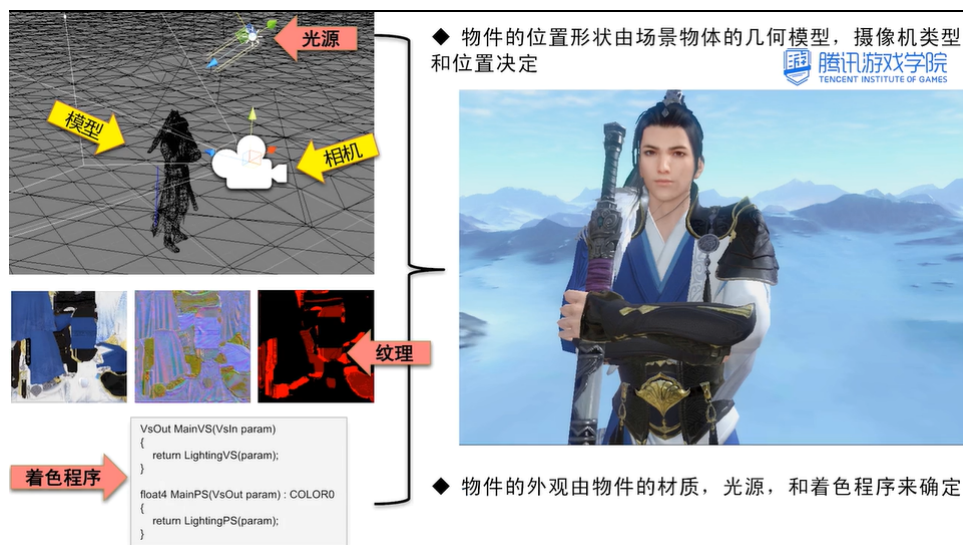 光源
模型
相机
纹理
着色程序
VsOut MainVS(VsIn param)
{
return LightingVS(param);
}
float4 MainPS(VsOut param) : COLOR0
{
return LightingPS(param);
}
◆ 物件的位置形状由场景物体的几何模型，摄像机类型
和位置决定
腾讯游戏学院
TENCENT INSTITUTE OF GAMES
◆ 物件的外观由物件的材质，光源，和着色程序来确定